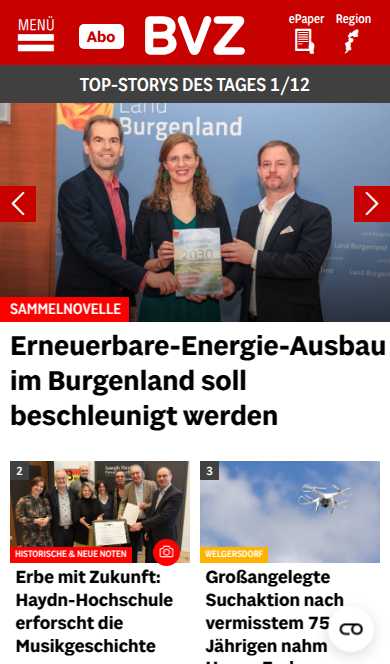 MENÜ
Abo
BVZ
ePaper
Region
TOP-STORYS DES TAGES 1/12
Land
Burgenland
2030
SAMMELNOVELLE
Erneuerbare-Energie-Ausbau
im Burgenland soll
beschleunigt werden
2
HISTORISCHE & NEUE NOTEN
Erbe mit Zukunft:
Haydn-Hochschule
erforscht die
Musikgeschichte
3
WELGERSDORF
Großangelegte
Suchaktion nach
vermisstem 75
Jährigen nahm